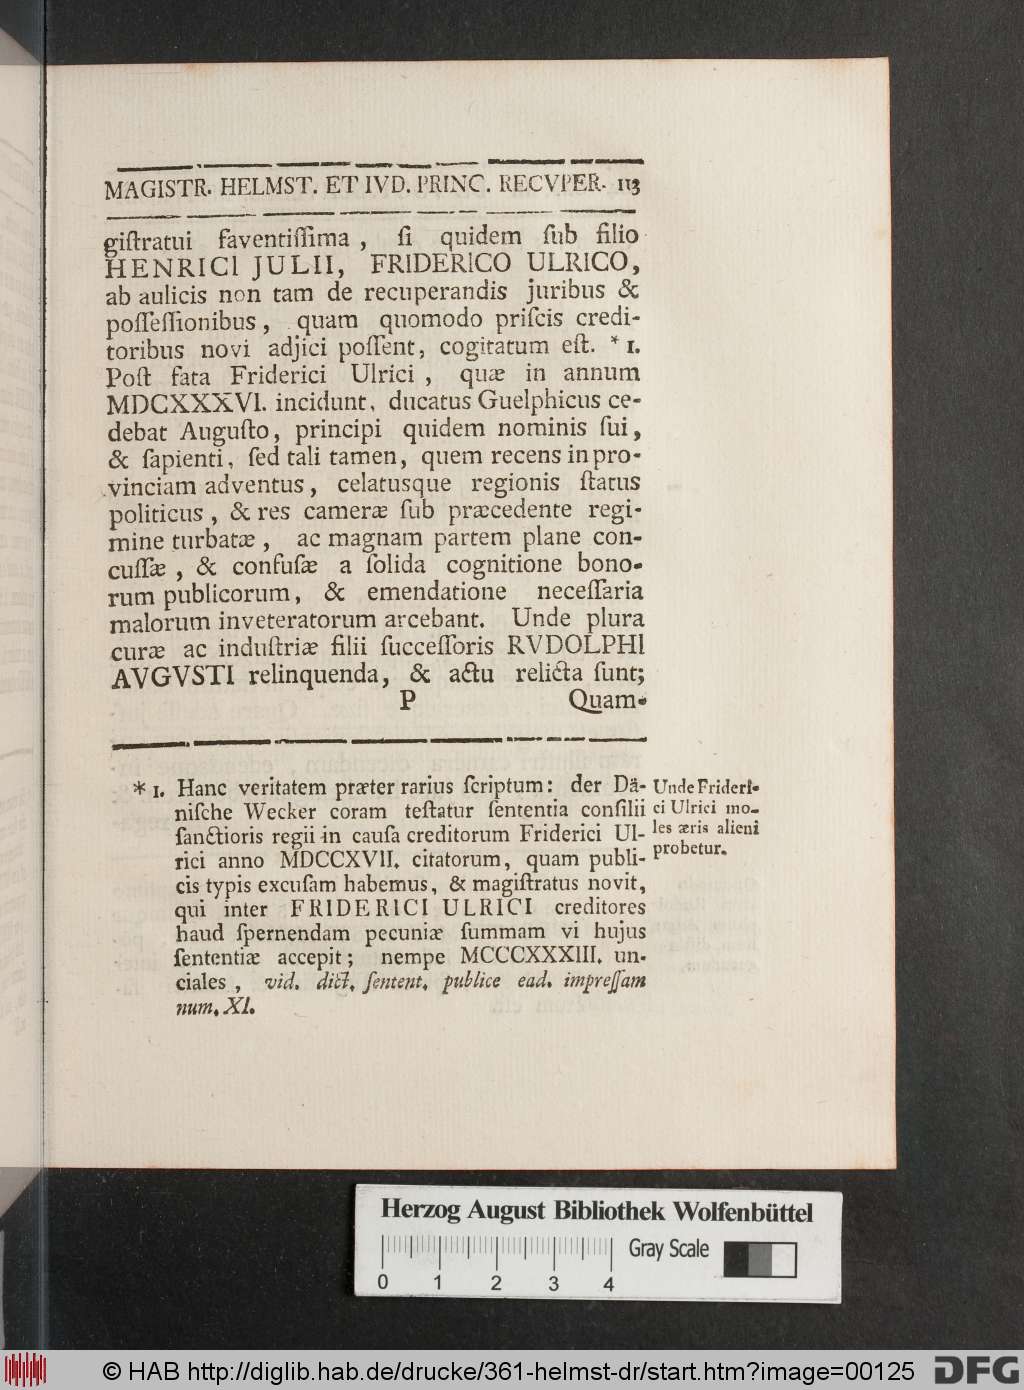 MAGISTR. HELMST. ET IVD. PRINC. RECVPER. 113
giſtratui faventiſſima, ſi quidem ſub filio
HENRICI JULII, FRIDERICO ULRICO,
ab aulicis non tam de recuperandis juribus &
poſſeſſionibus, quam quomodo priſcis credi-
toribus novi adjici poſſent, cogitatum eſt. * 1.
Poſt fata Friderici Ulrici, quæ in annum
MDCXXXVI. incidunt, ducatus Guelphicus ce-
debat Auguſto, principi quidem nominis ſui,
& ſapienti, ſed tali tamen, quem recens in pro-
vinciam adventus, celatusque regionis ſtatus
politicus, & res cameræ ſub præcedente regi-
mine turbatæ, ac magnam partem plane con-
cuſſæ, & confuſæ a ſolida cognitione bono-
rum publicorum, & emendatione neceſſaria
malorum inveteratorum arcebant. Unde plura
curæ ac induſtriæ filii ſucceſſoris RVDOLPHI
AVGVSTI relinquenda, & actu relicta ſunt;
P Quam-
* 1. Hanc veritatem præter rarius ſcriptum: der Dä-
niſche Wecker coram teſtatur ſententia conſilii
ſanctioris regii in cauſa creditorum Friderici Ul-
rici anno MDCCXVII. citatorum, quam publi-
cis typis excuſam habemus, & magiſtratus novit,
qui inter FRIDERICI ULRICI creditores
haud ſpernendam pecuniæ ſummam vi hujus
ſententiæ accepit; nempe MCCCXXXIII. un-
ciales, vid. dict. ſentent. publice ead. impreſſam
num. XI.
Unde Frideri-
ci Ulrici mo-
les æris alieni
probetur.
Herzog August Bibliothek Wolfenbüttel
Gray Scale
0 1 2 3 4
© HAB http://diglib.hab.de/drucke/361-helmst-dr/start.htm?image=00125
DFG